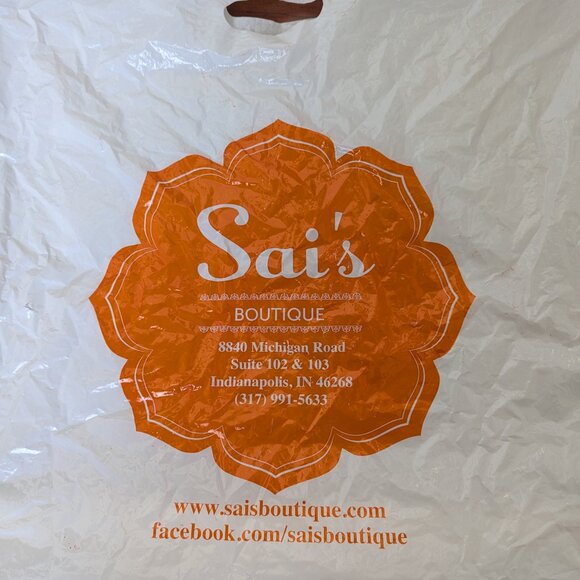 Sai's
BOUTIQUE
8840 Michigan Road
Suite 102 & 103
Indianapolis, IN 46268
(317) 991-5633
www.saisboutique.com
facebook.com/saisboutique